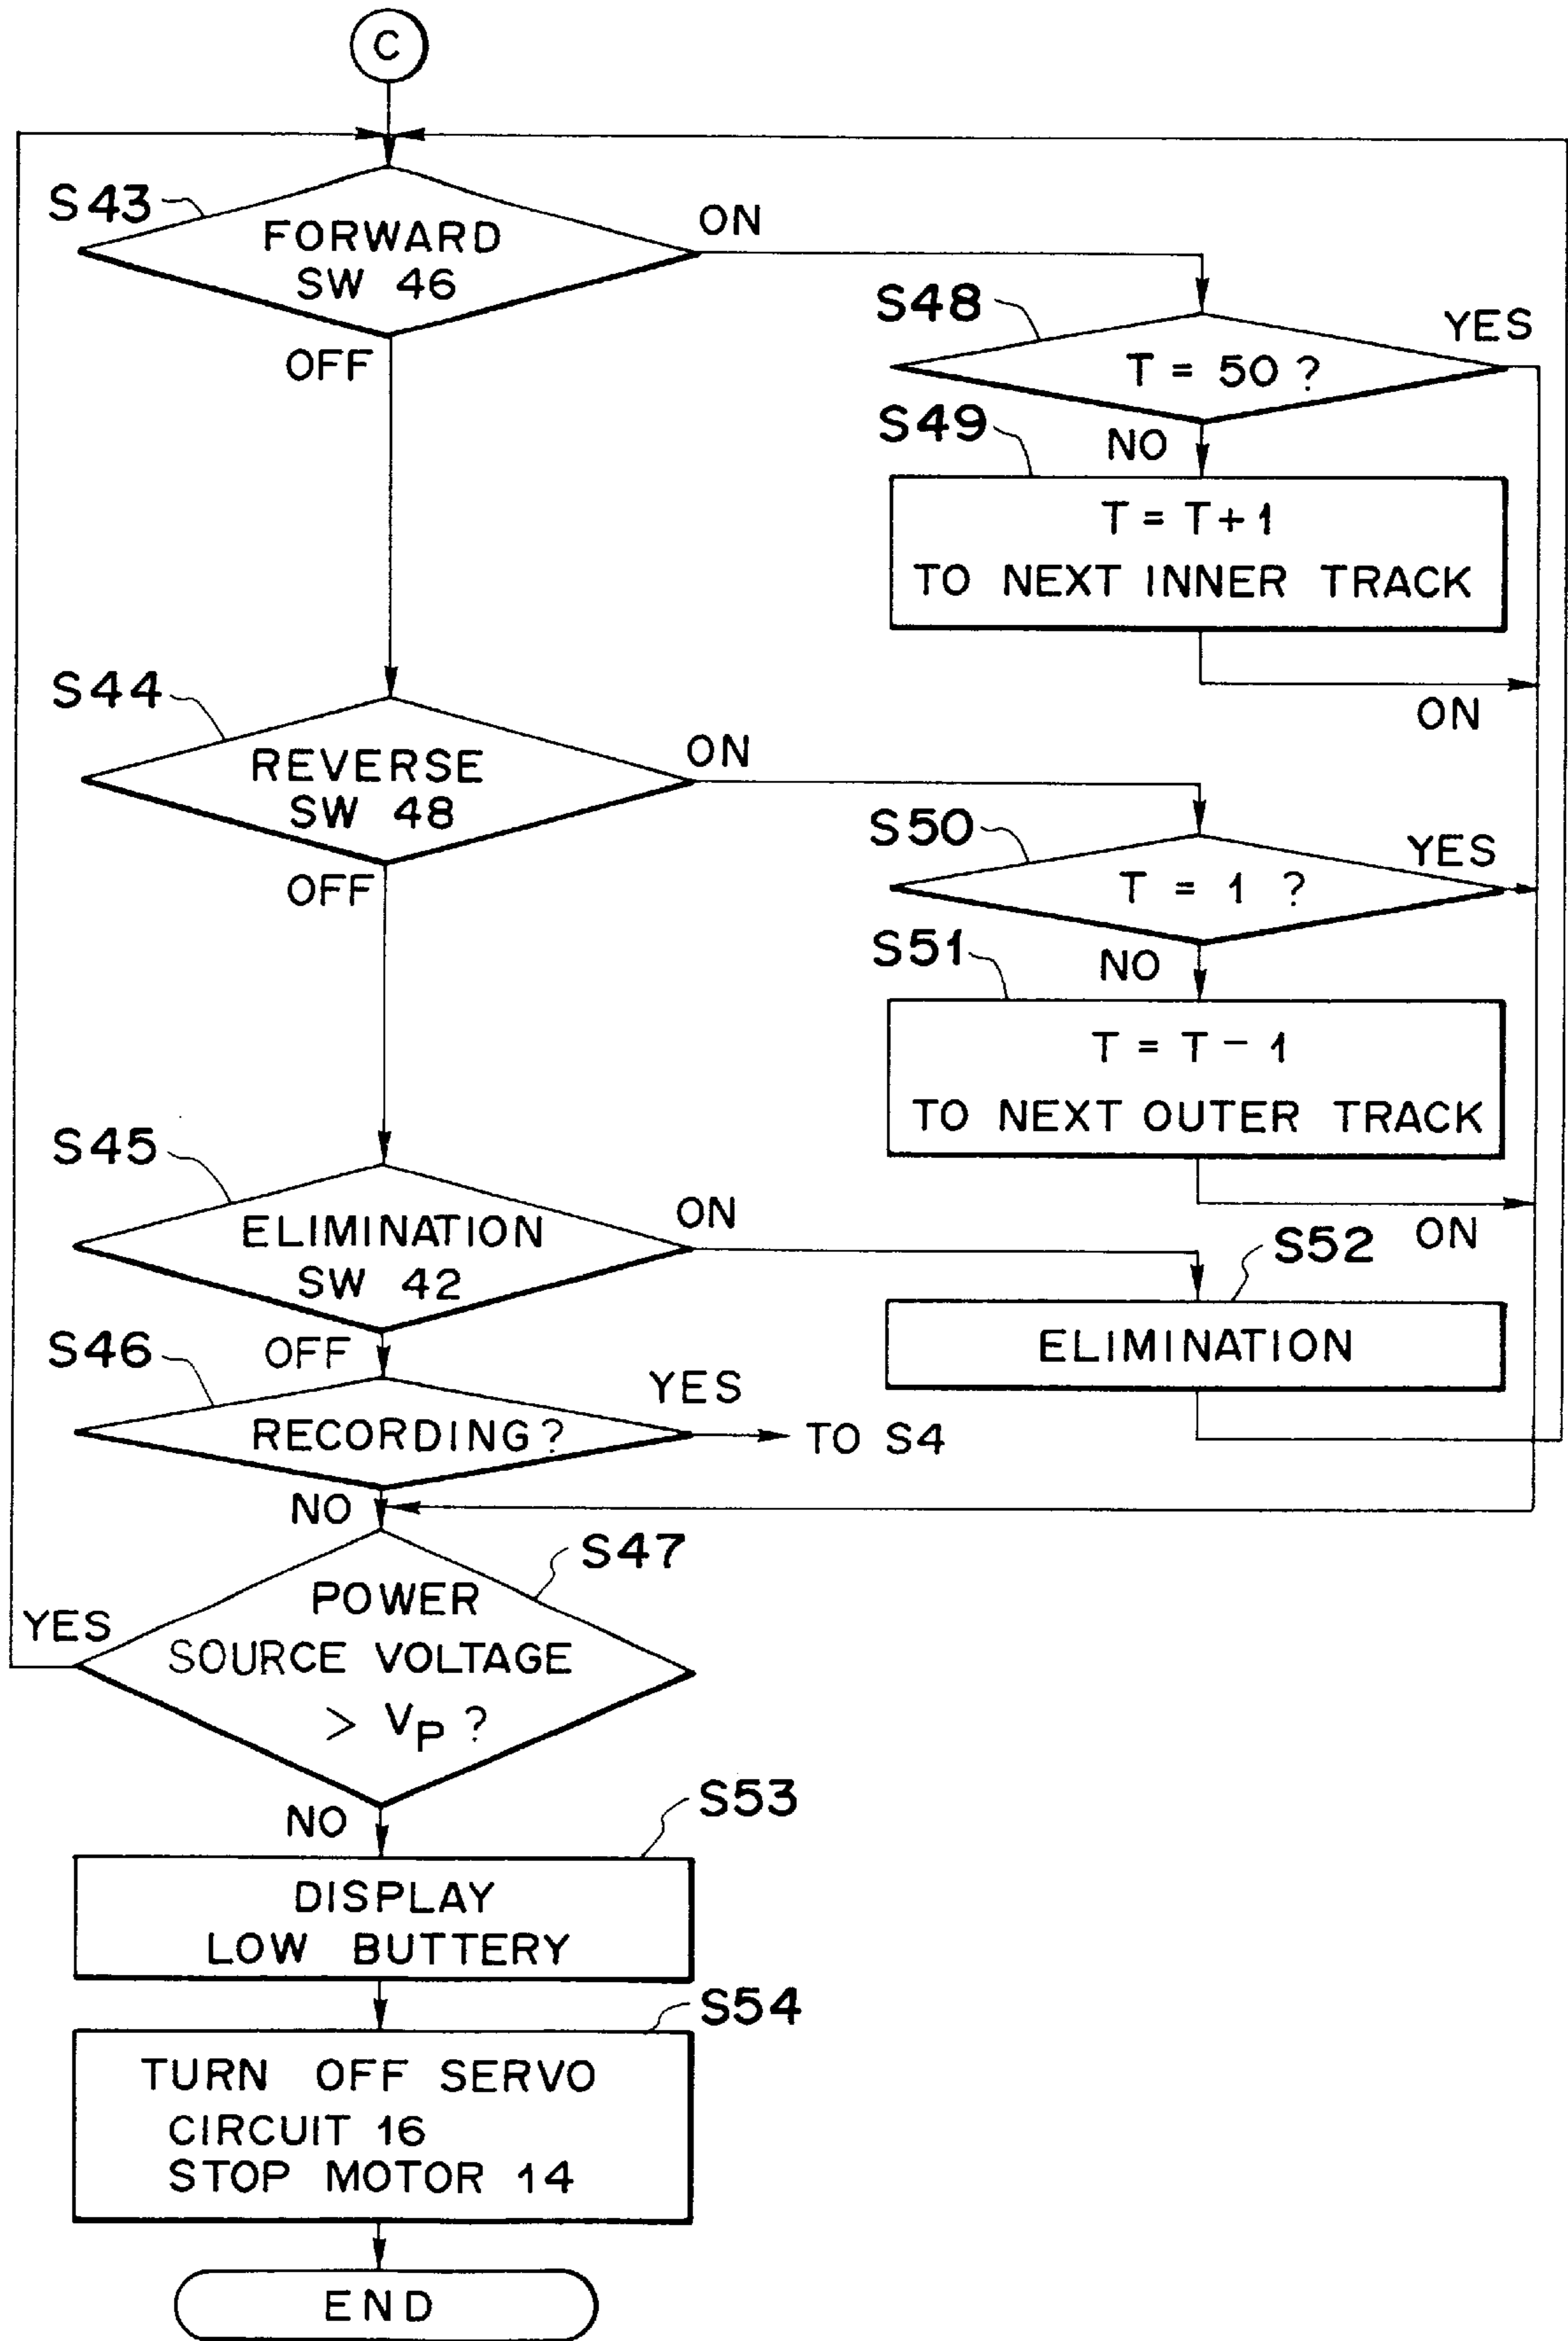 C
S43
FORWARD
SW 46
ON
OFF
S48
T = 50 ?
YES
NO
S49
T = T + 1
TO NEXT INNER TRACK
ON
S44
REVERSE
SW 48
ON
OFF
S50
T = 1 ?
YES
NO
S51
T = T - 1
TO NEXT OUTER TRACK
ON
S45
ELIMINATION
SW 42
ON
OFF
S52
ELIMINATION
S46
RECORDING?
YES
TO S4
NO
S47
POWER
SOURCE VOLTAGE
> VP ?
YES
NO
S53
DISPLAY
LOW BUTTERY
S54
TURN OFF SERVO
CIRCUIT 16
STOP MOTOR 14
END